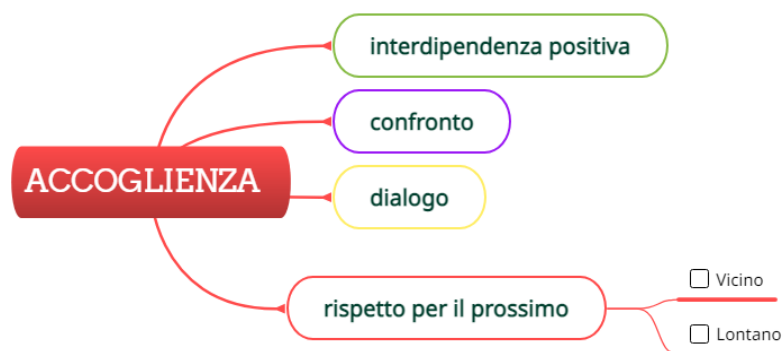 ACCOGLIENZA
interdipendenza positiva
confronto
dialogo
rispetto per il prossimo
Vicino
Lontano